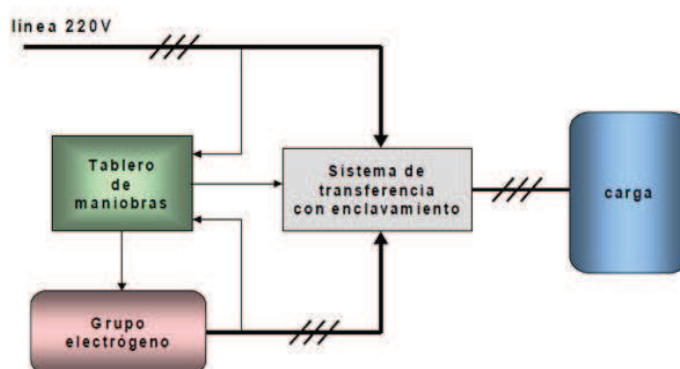 linea 220V
Tablero
de
maniobras
Sistema de
transferencia
con enclavamiento
carga
Grupo
electrógeno